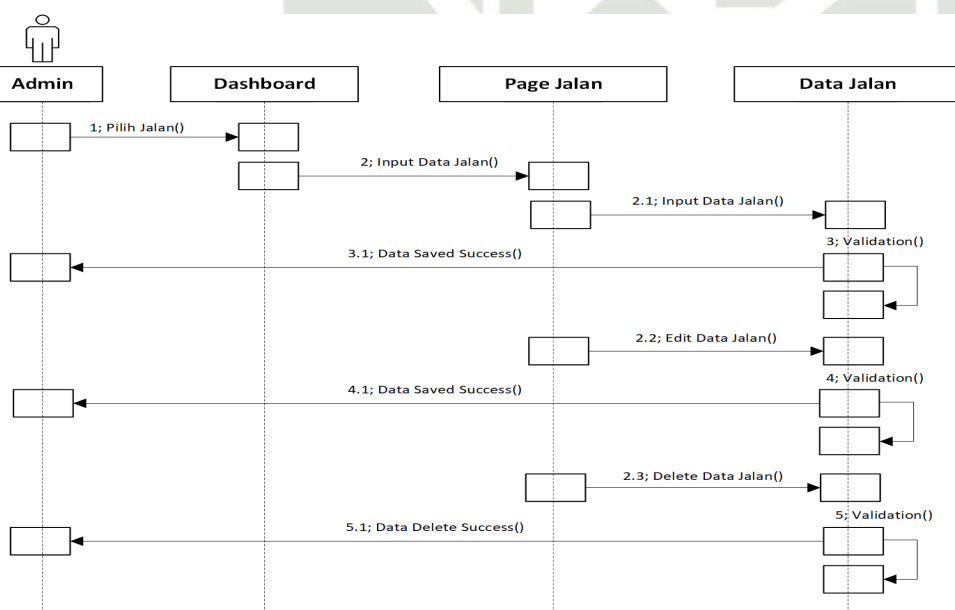 Admin
Dashboard
Page Jalan
Data Jalan
1; Pilih Jalan()
2; Input Data Jalan()
2.1; Input Data Jalan()
3; Validation()
3.1; Data Saved Success()
2.2; Edit Data Jalan()
4; Validation()
4.1; Data Saved Success()
2.3; Delete Data Jalan()
5; Validation()
5.1; Data Delete Success()